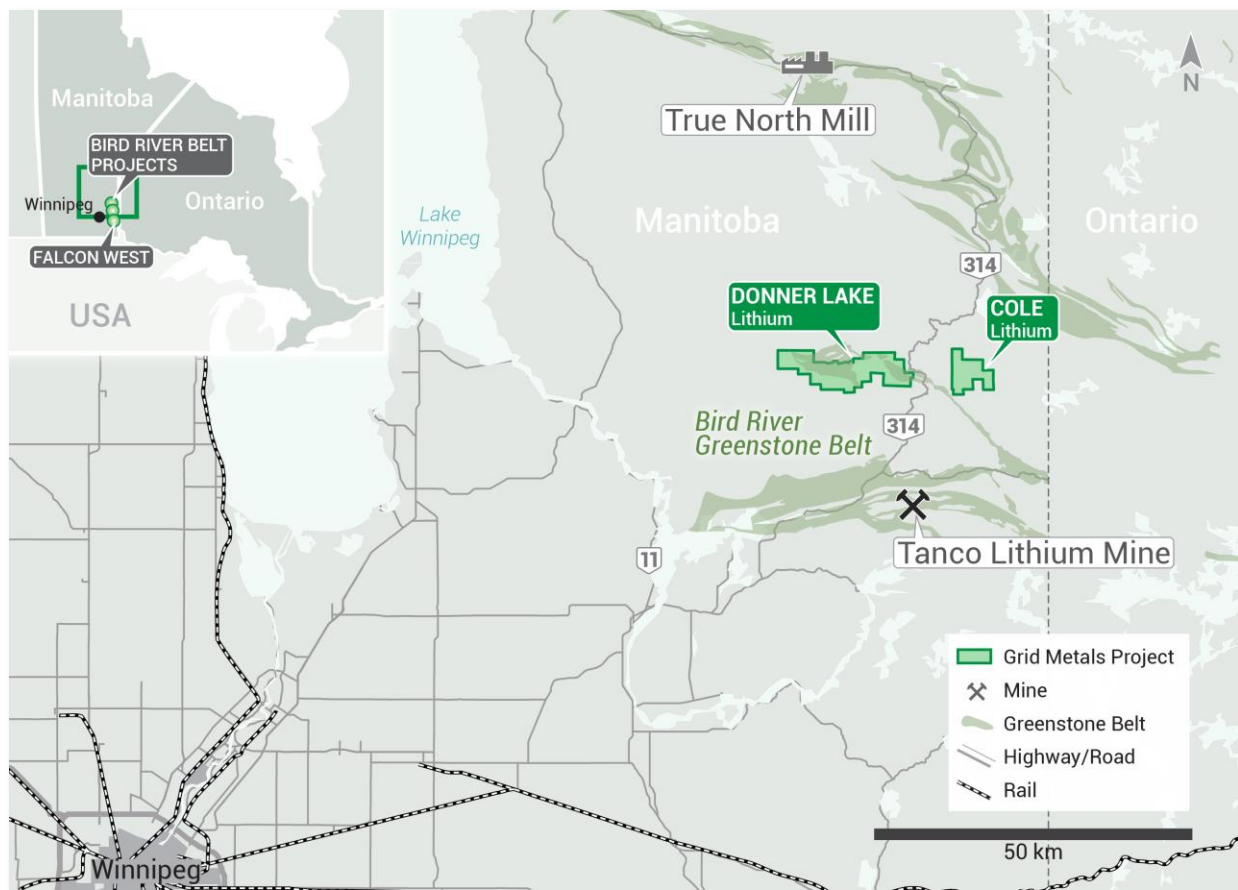 Manitoba
BIRD RIVER BELT
PROJECTS
Winnipeg
Ontario
FALCON WEST
USA
N
True North Mill
Lake
Winnipeg
Manitoba
Ontario
314
DONNER LAKE
Lithium
COLE
Lithium
Bird River
Greenstone Belt
314
Tanco Lithium Mine
11
Grid Metals Project
Mine
Greenstone Belt
Highway/Road
Rail
50 km
Winnipeg